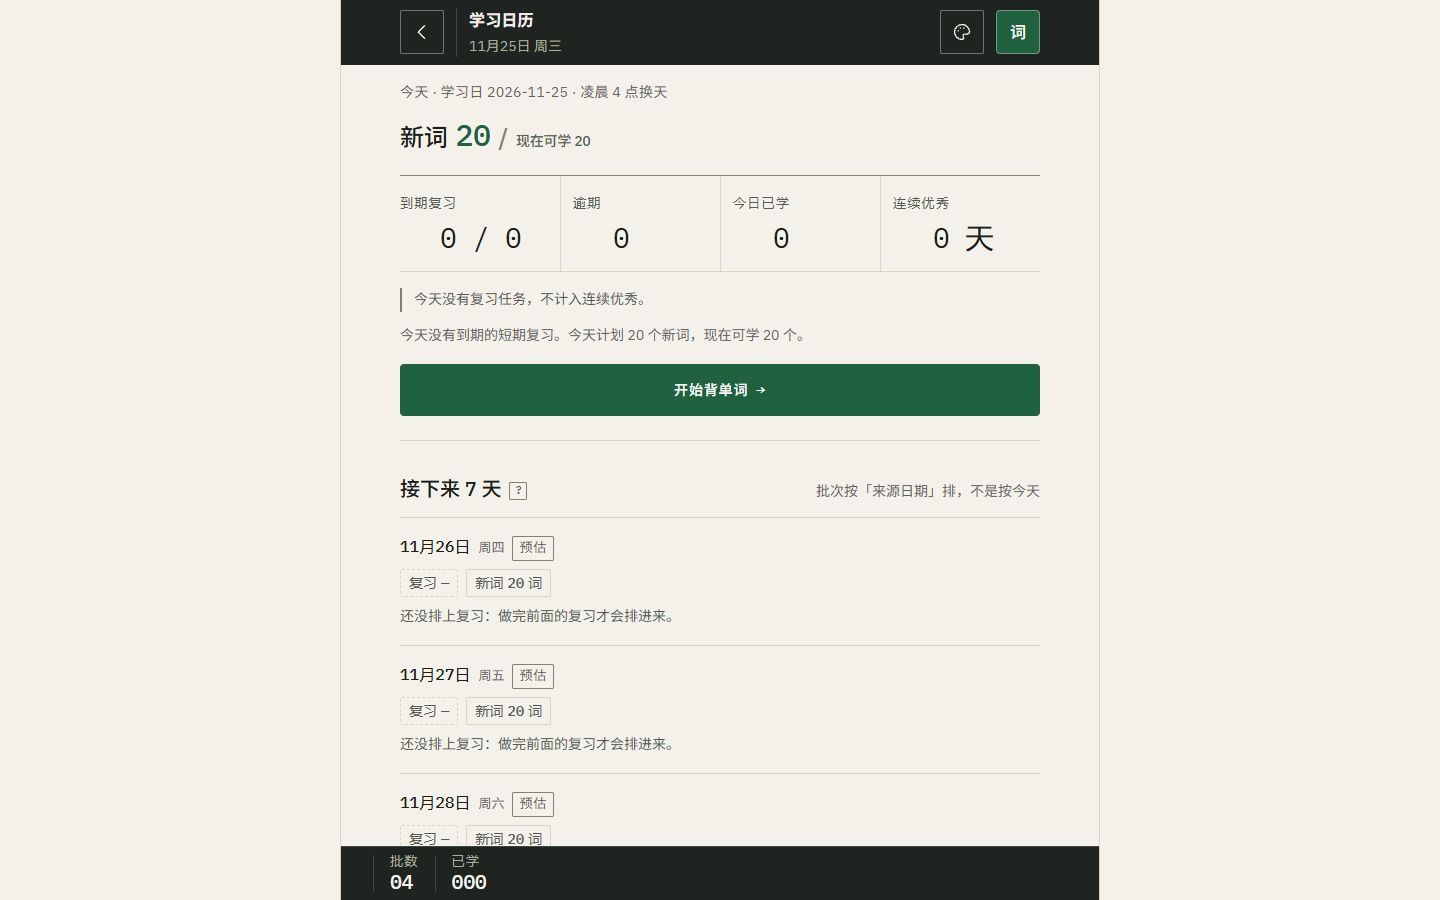 学习日历
11月25日 周三
词
今天 · 学习日 2026-11-25 · 凌晨 4 点换天
新词 20 / 现在可学 20
到期复习 逾期 今日已学 连续优秀
0 / 0 0 0 0 天
今天没有复习任务，不计入连续优秀。
今天没有到期的短期复习。今天计划 20 个新词，现在可学 20 个。
开始背单词 →
接下来 7 天 ? 批次按「来源日期」排，不是按今天
11月26日 周四 预估
复习 – 新词 20 词
还没排上复习：做完前面的复习才会排进来。
11月27日 周五 预估
复习 – 新词 20 词
还没排上复习：做完前面的复习才会排进来。
11月28日 周六 预估
复习 – 新词 20 词
批数 已学
04 000